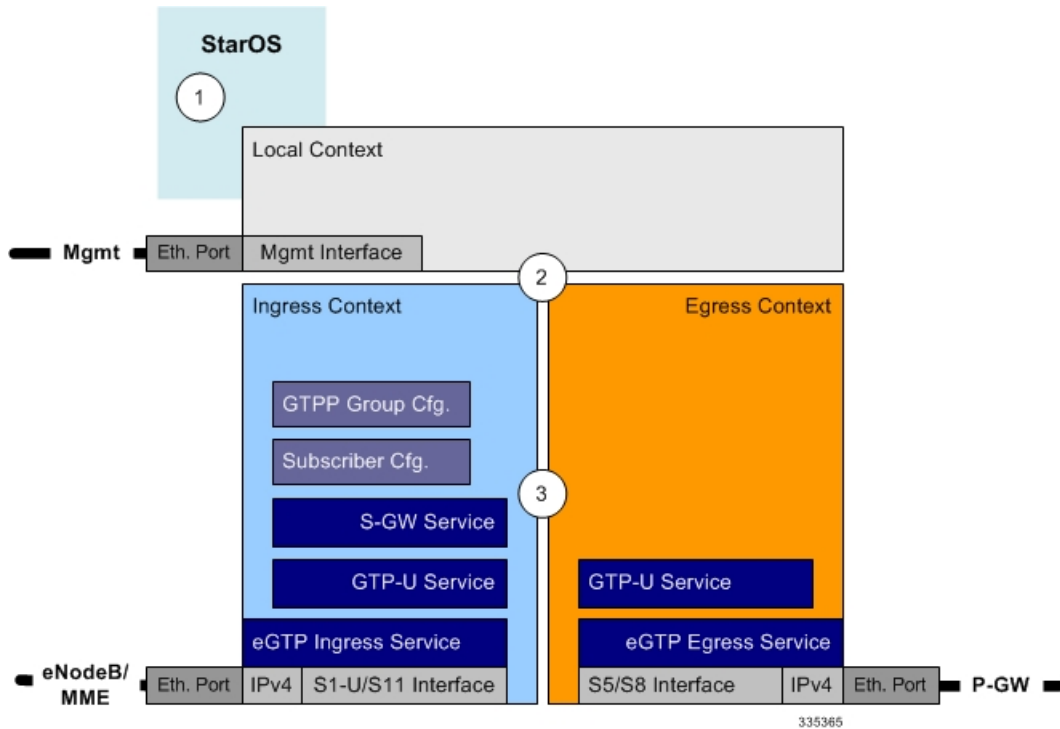 StarOS
1
Local Context
Mgmt
Eth. Port
Mgmt Interface
2
Ingress Context
Egress Context
GTPP Group Cfg.
Subscriber Cfg.
3
S-GW Service
GTP-U Service
GTP-U Service
eGTP Ingress Service
eGTP Egress Service
eNodeB/
MME
Eth. Port
IPv4
S1-U/S11 Interface
S5/S8 Interface
IPv4
Eth. Port
P-GW
335365